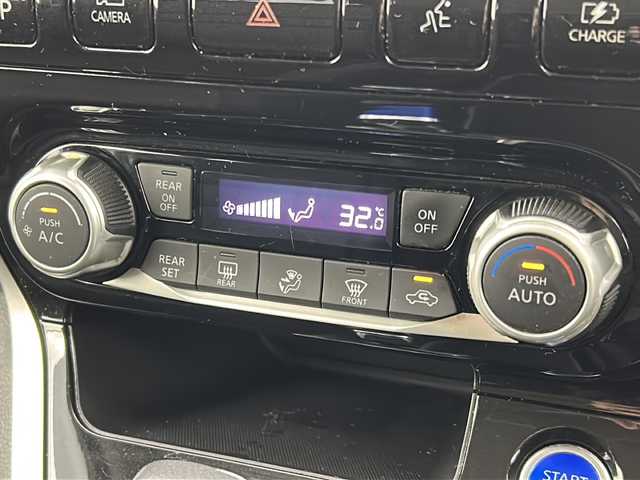 P
CAMERA
CHARGE
REAR
ON
OFF
PUSH
A/C
32.0
°C
ON
OFF
REAR
SET
REAR
FRONT
PUSH
AUTO
START